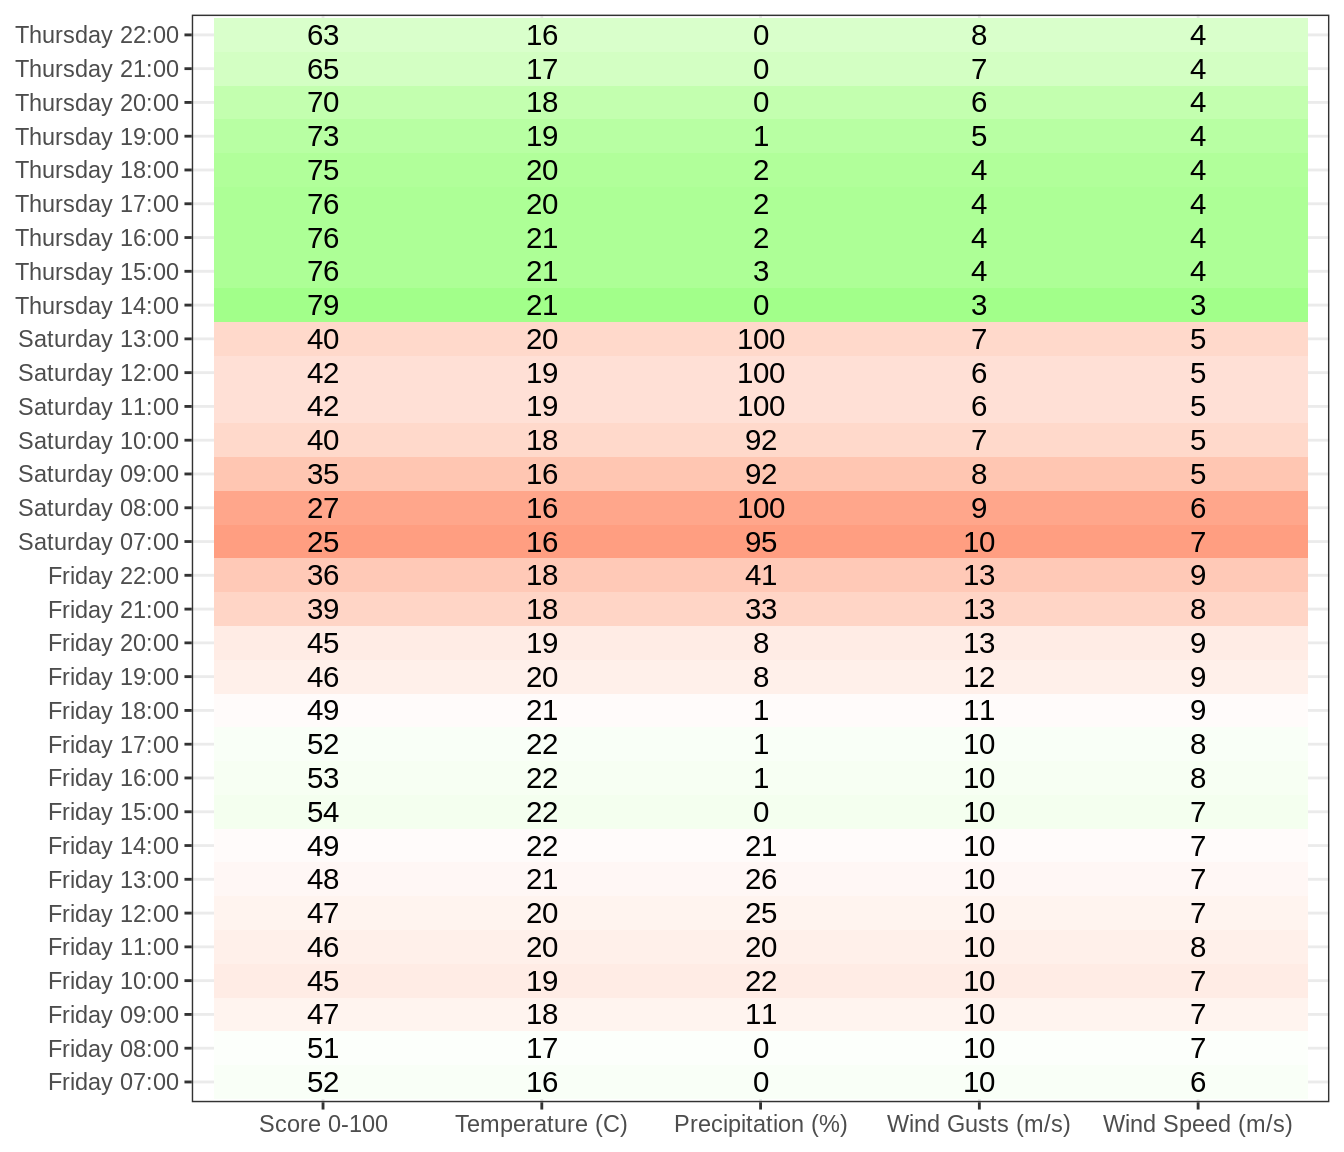 Thursday 22:00 63 16 0 8 4
Thursday 21:00 65 17 0 7 4
Thursday 20:00 70 18 0 6 4
Thursday 19:00 73 19 1 5 4
Thursday 18:00 75 20 2 4 4
Thursday 17:00 76 20 2 4 4
Thursday 16:00 76 21 2 4 4
Thursday 15:00 76 21 3 4 4
Thursday 14:00 79 21 0 3 3
Saturday 13:00 40 20 100 7 5
Saturday 12:00 42 19 100 6 5
Saturday 11:00 42 19 100 6 5
Saturday 10:00 40 18 92 7 5
Saturday 09:00 35 16 92 8 5
Saturday 08:00 27 16 100 9 6
Saturday 07:00 25 16 95 10 7
Friday 22:00 36 18 41 13 9
Friday 21:00 39 18 33 13 8
Friday 20:00 45 19 8 13 9
Friday 19:00 46 20 8 12 9
Friday 18:00 49 21 1 11 9
Friday 17:00 52 22 1 10 8
Friday 16:00 53 22 1 10 8
Friday 15:00 54 22 0 10 7
Friday 14:00 49 22 21 10 7
Friday 13:00 48 21 26 10 7
Friday 12:00 47 20 25 10 7
Friday 11:00 46 20 20 10 8
Friday 10:00 45 19 22 10 7
Friday 09:00 47 18 11 10 7
Friday 08:00 51 17 0 10 7
Friday 07:00 52 16 0 10 6
Score 0-100 Temperature (C) Precipitation (%) Wind Gusts (m/s) Wind Speed (m/s)